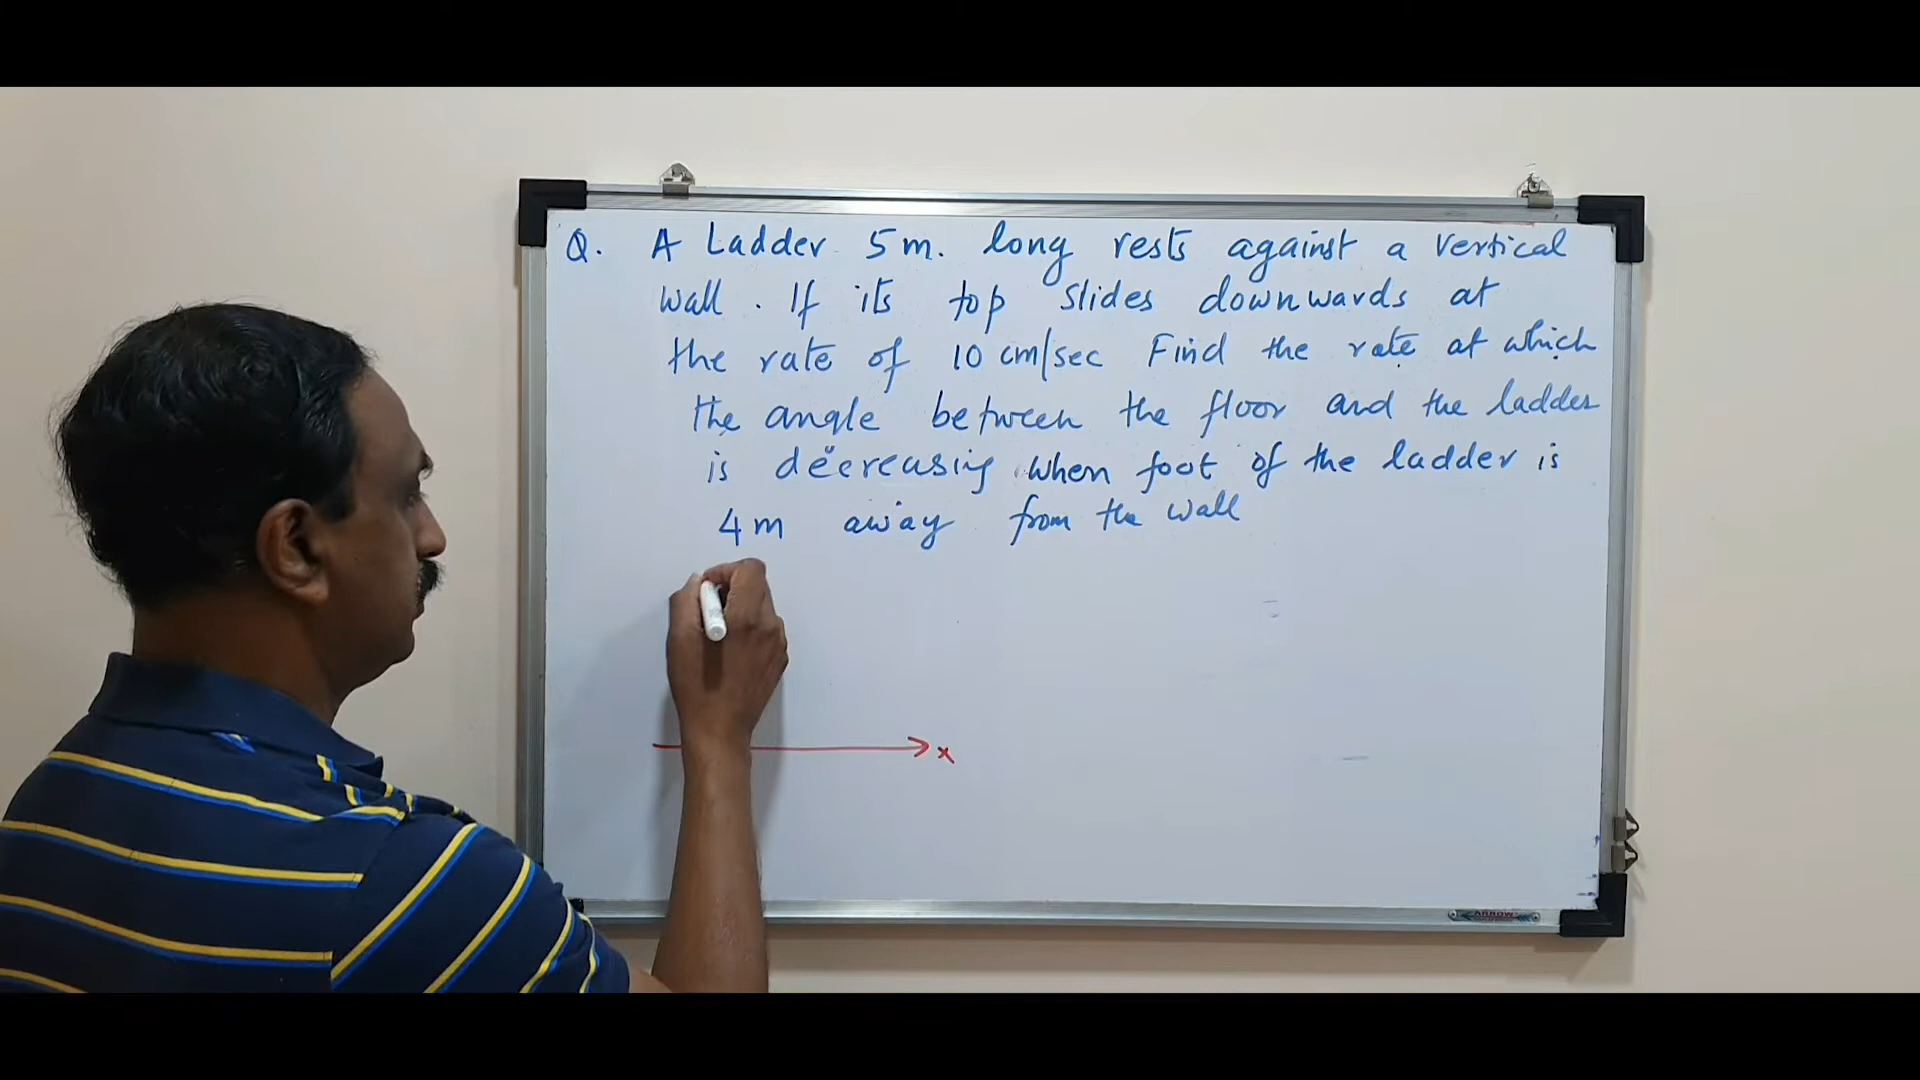 Q. A Ladder 5m. long rests against a vertical
wall. If its top slides downwards at
the rate of 10 cm/sec Find the rate at which
the angle between the floor and the ladder
is decreasing when foot of the ladder is
4m away from the wall
x
ARROW